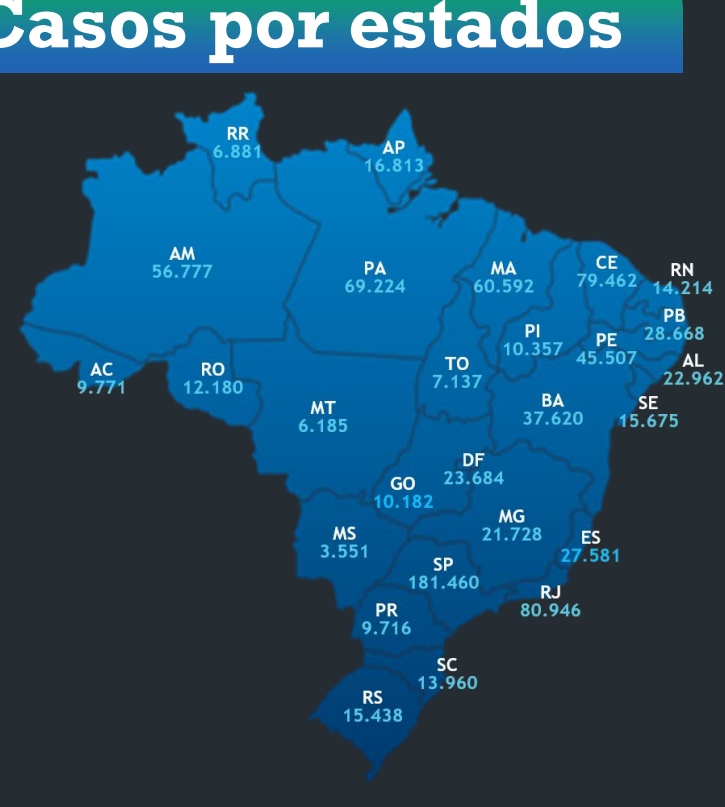 Casos por estados
RR
6.881
AP
16.813
AM
56.777
PA
69.224
MA
60.592
CE
79.462
RN
14.214
PB
28.668
PI
10.357
PE
45.507
AL
22.962
AC
9.771
RO
12.180
TO
7.137
BA
37.620
SE
15.675
MT
6.185
DF
23.684
GO
10.182
MG
21.728
MS
3.551
ES
27.581
SP
181.460
RJ
80.946
PR
9.716
SC
13.960
RS
15.438